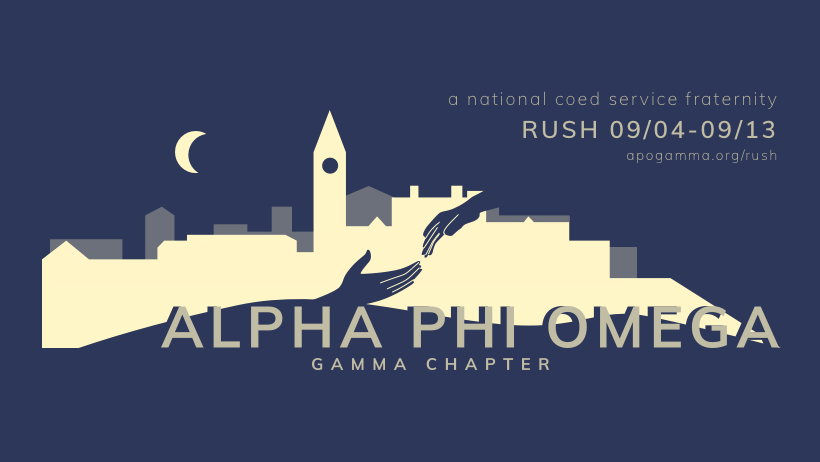 a national coed service fraternity
RUSH 09/04-09/13
apogamma.org/rush
ALPHA PHI OMEGA
GAMMA CHAPTER